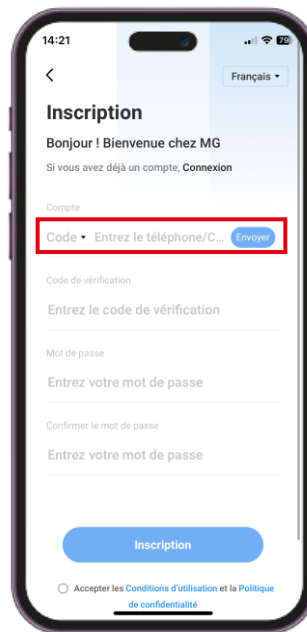 14:21
79
Français
Inscription
Bonjour ! Bienvenue chez MG
Si vous avez déjà un compte, Connexion
Compte
Code Entrez le téléphone/C... Envoyer
Code de vérification
Entrez le code de vérification
Mot de passe
Entrez votre mot de passe
Confirmer le mot de passe
Entrez votre mot de passe
Inscription
Accepter les Conditions d'utilisation et la Politique
de confidentialité